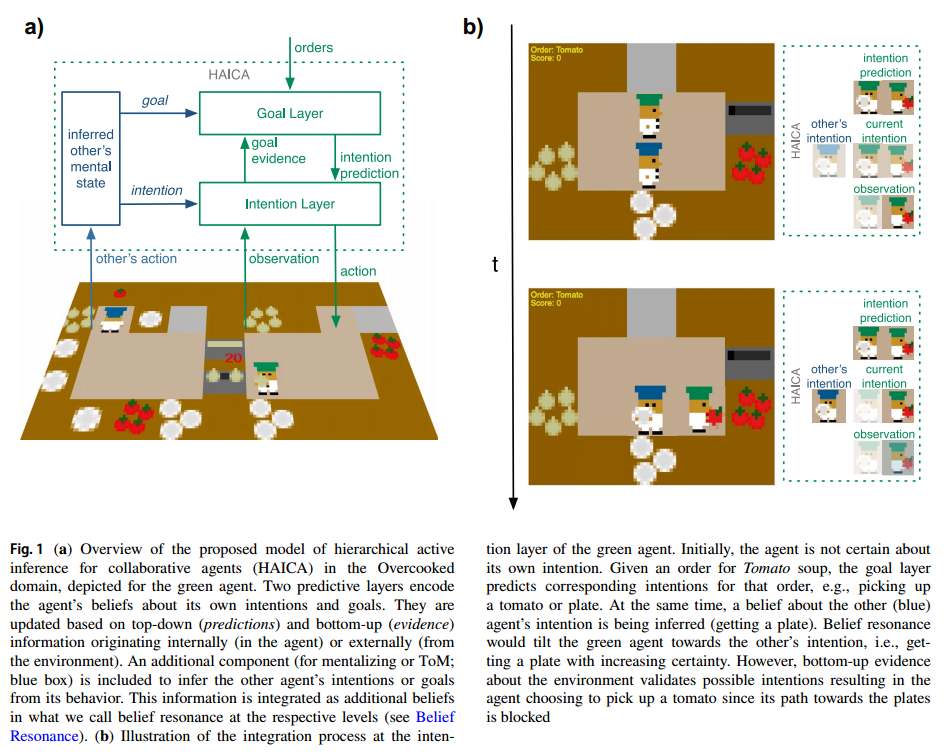 a)
orders
HAICA
goal
Goal Layer
inferred
other's
mental
state
goal
evidence
intention
prediction
intention
Intention Layer
other's action
observation
action
20
b)
t
Order: Tomato
Score: 0
intention
prediction
other's
intention
current
intention
HAICA
observation
Order: Tomato
Score: 0
intention
prediction
other's
intention
current
intention
HAICA
observation
Fig. 1 (a) Overview of the proposed model of hierarchical active
inference for collaborative agents (HAICA) in the Overcooked
domain, depicted for the green agent. Two predictive layers encode
the agent's beliefs about its own intentions and goals. They are
updated based on top-down (predictions) and bottom-up (evidence)
information originating internally (in the agent) or externally (from
the environment). An additional component (for mentalizing or ToM;
blue box) is included to infer the other agent's intentions or goals
from its behavior. This information is integrated as additional beliefs
in what we call belief resonance at the respective levels (see Belief
Resonance). (b) Illustration of the integration process at the inten-
tion layer of the green agent. Initially, the agent is not certain about
its own intention. Given an order for Tomato soup, the goal layer
predicts corresponding intentions for that order, e.g., picking up
a tomato or plate. At the same time, a belief about the other (blue)
agent's intention is being inferred (getting a plate). Belief resonance
would tilt the green agent towards the other's intention, i.e., get-
ting a plate with increasing certainty. However, bottom-up evidence
about the environment validates possible intentions resulting in the
agent choosing to pick up a tomato since its path towards the plates
is blocked